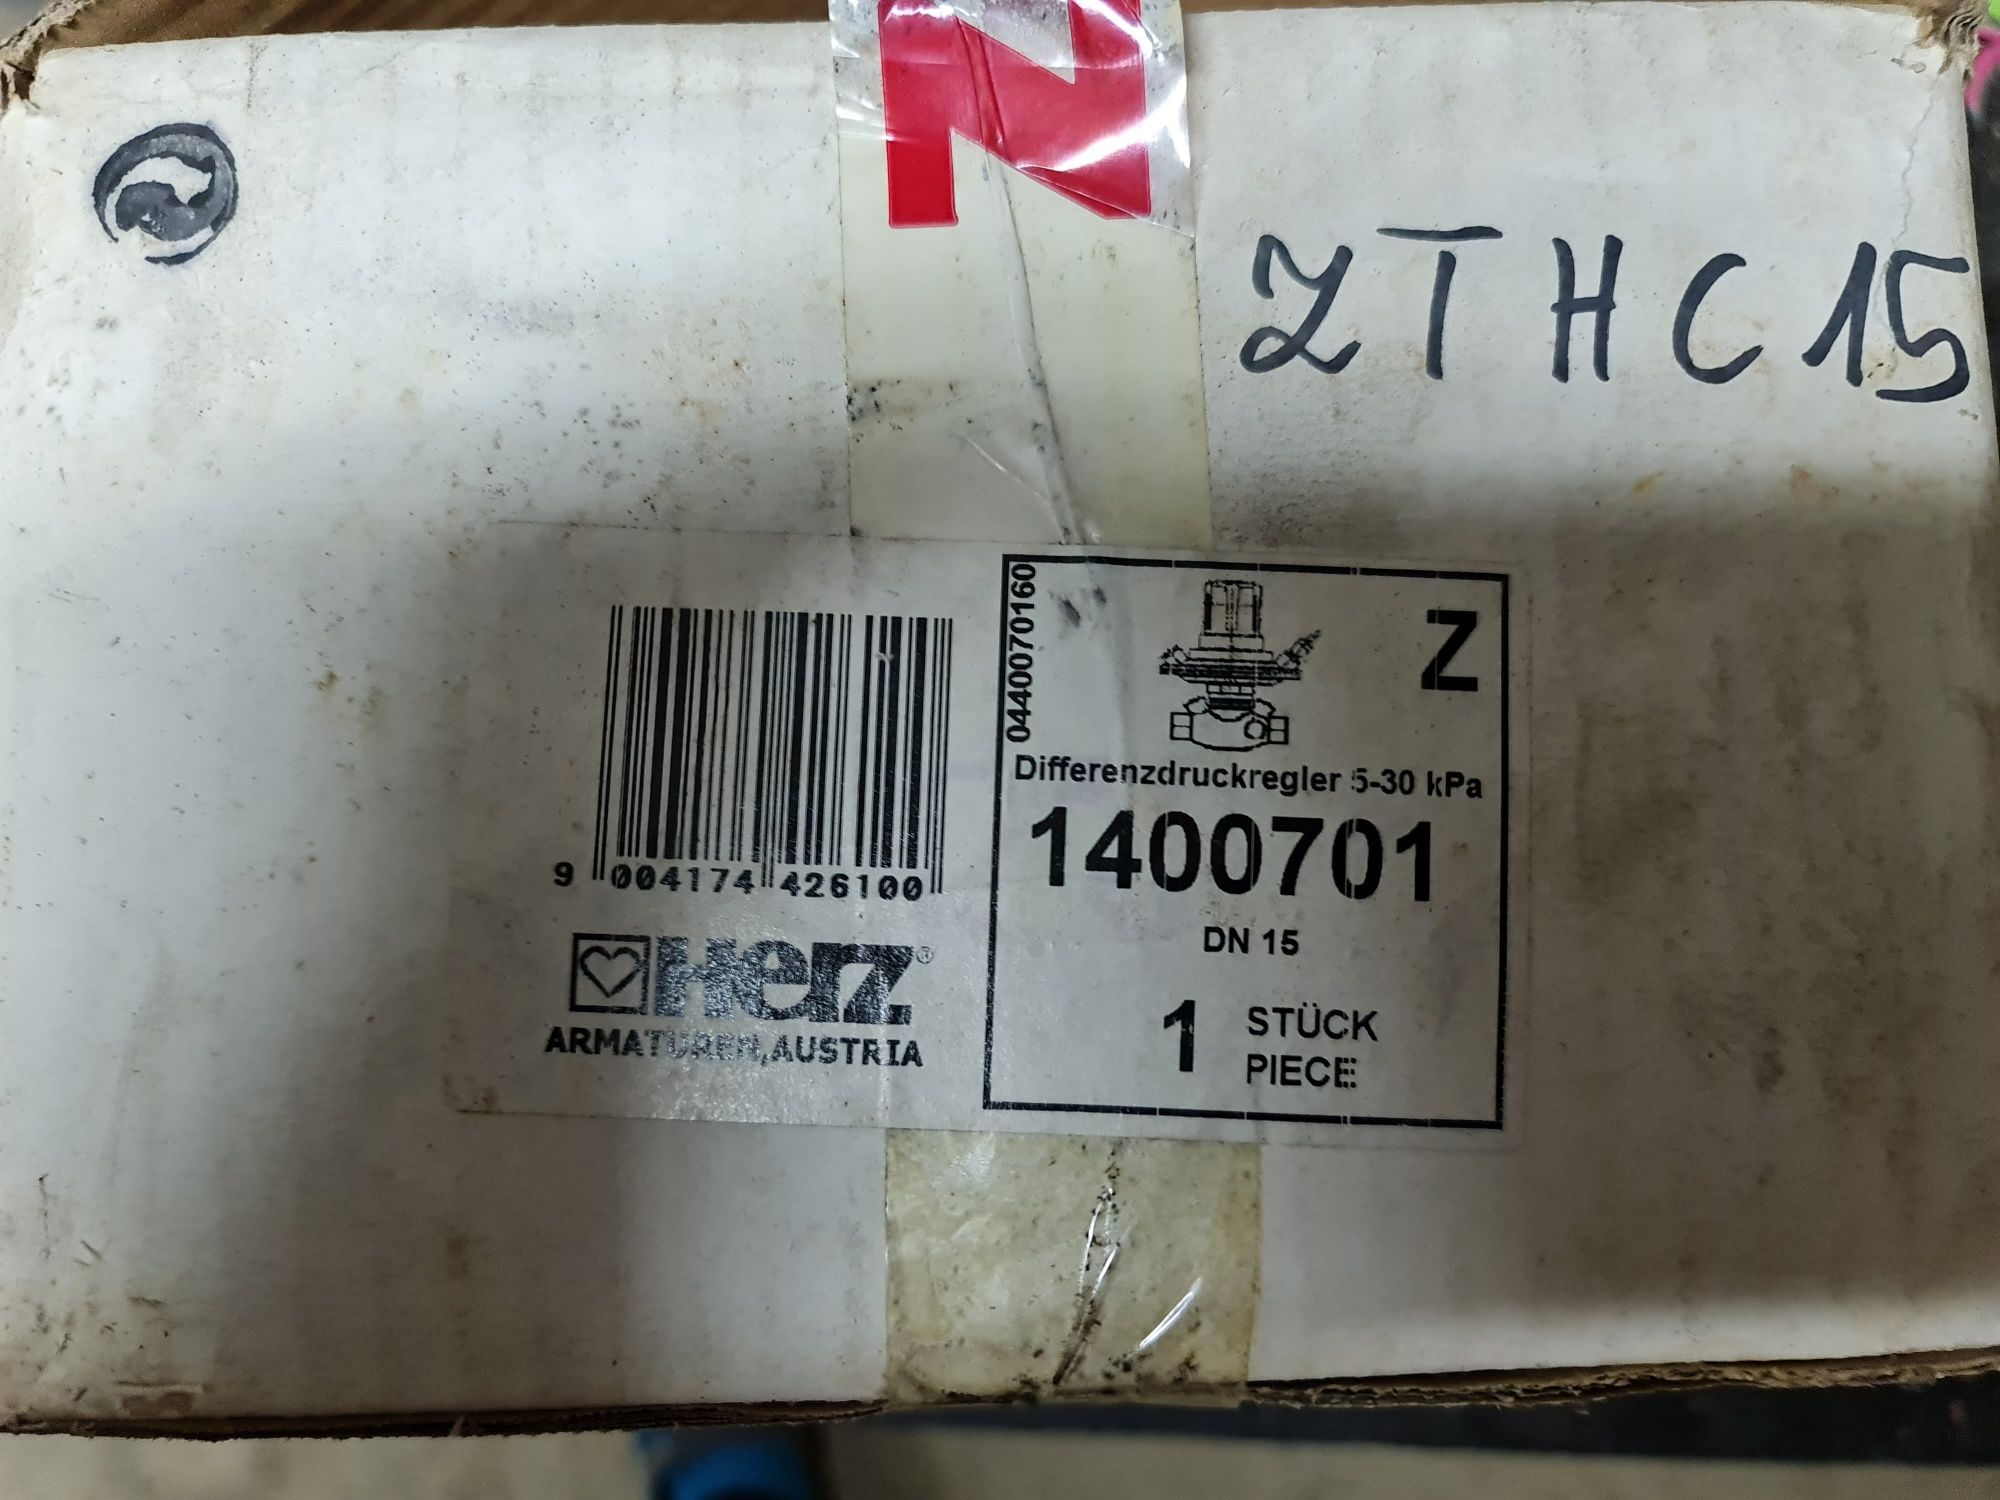 Z
ZTHC15
0440070160
Z
Differenzdruckregler 5-30 kPa
1400701
DN 15
1 STÜCK
PIECE
9 004174 426100
Herz®
ARMATUREN, AUSTRIA